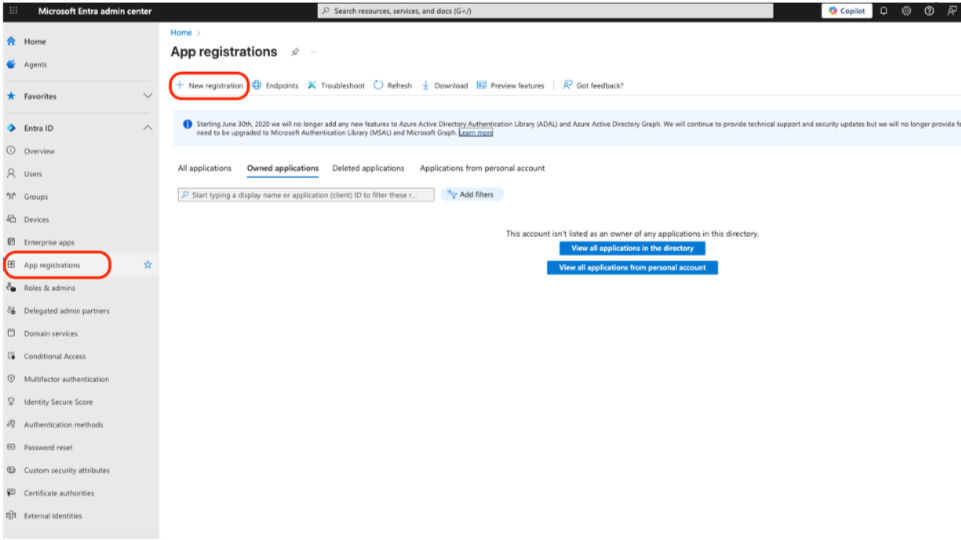 Microsoft Entra admin center
Search resources, services, and docs (G+/)
Copilot
Home
Agents
Favorites
Entra ID
Overview
Users
Groups
Devices
Enterprise apps
App registrations
Roles & admins
Delegated admin partners
Domain services
Conditional Access
Multifactor authentication
Identity Secure Score
Authentication methods
Password reset
Custom security attributes
Certificate authorities
External Identities
Home >
App registrations
...
+ New registration
Endpoints
Troubleshoot
Refresh
Download
Preview features
Got feedback?
Starting June 30th, 2020 we will no longer add any new features to Azure Active Directory Authentication Library (ADAL) and Azure Active Directory Graph. We will continue to provide technical support and security updates but we will no longer provide fe
need to be upgraded to Microsoft Authentication Library (MSAL) and Microsoft Graph. Learn more
All applications
Owned applications
Deleted applications
Applications from personal account
Start typing a display name or application (client) ID to filter these r...
Add filters
This account isn't listed as an owner of any applications in this directory.
View all applications in the directory
View all applications from personal account